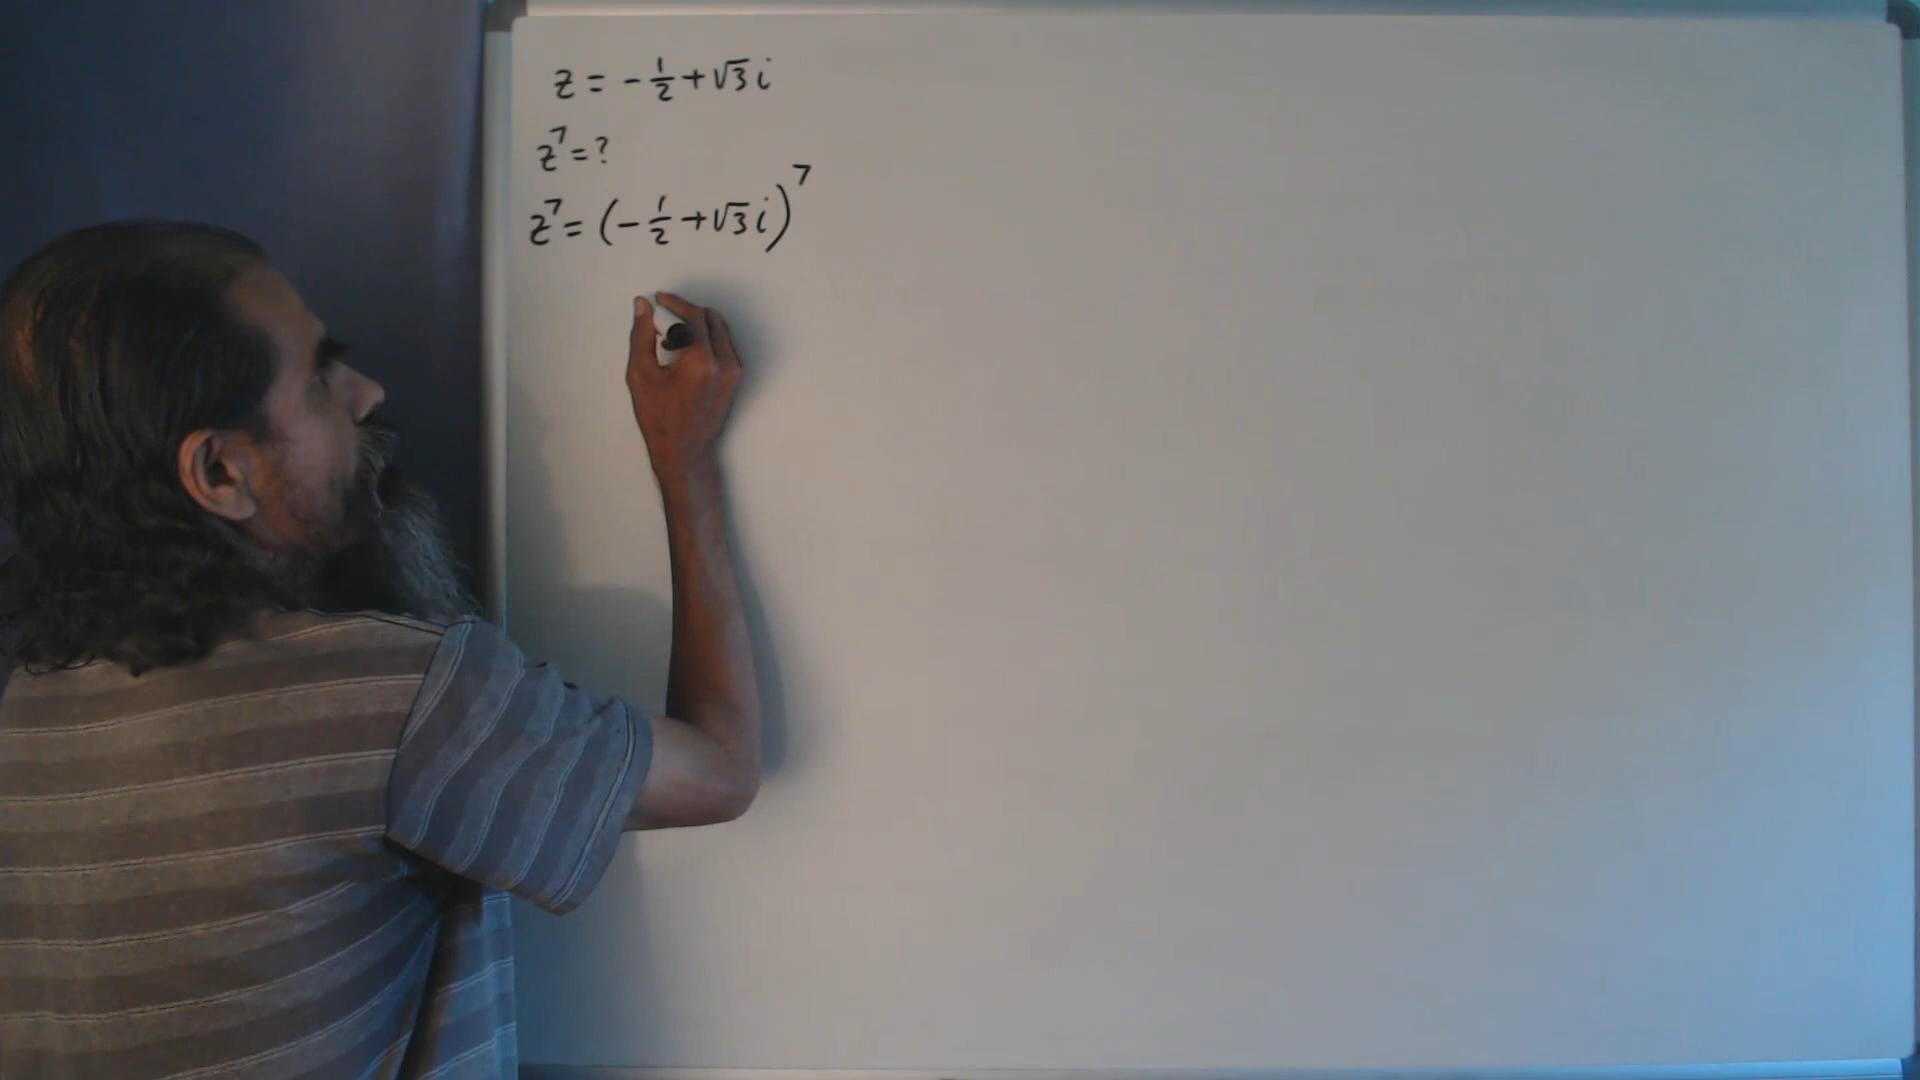 z = -1/2 + √3 i
z⁷ = ?
z⁷ = (-1/2 + √3 i)⁷